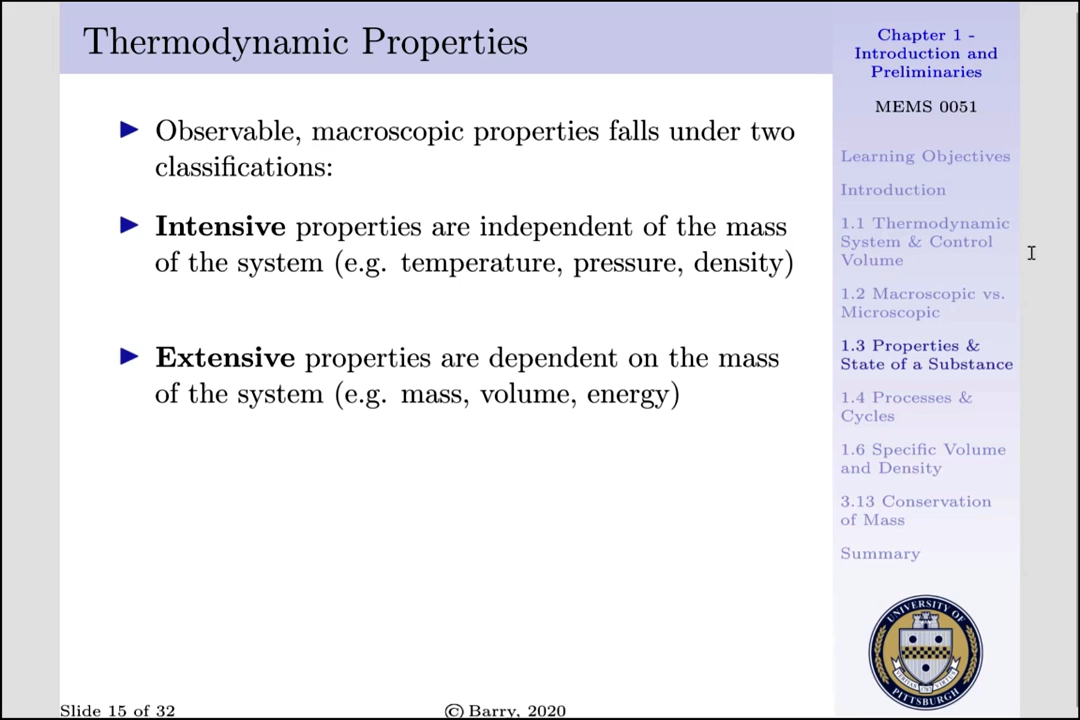 Thermodynamic Properties
Observable, macroscopic properties falls under two
classifications:
Intensive properties are independent of the mass
of the system (e.g. temperature, pressure, density)
Extensive properties are dependent on the mass
of the system (e.g. mass, volume, energy)
Chapter 1 -
Introduction and
Preliminaries
MEMS 0051
Learning Objectives
Introduction
1.1 Thermodynamic
System & Control
Volume
1.2 Macroscopic vs.
Microscopic
1.3 Properties &
State of a Substance
1.4 Processes &
Cycles
1.6 Specific Volume
and Density
3.13 Conservation
of Mass
Summary
UNIVERSITY OF
PITTSBURGH
Slide 15 of 32
© Barry, 2020